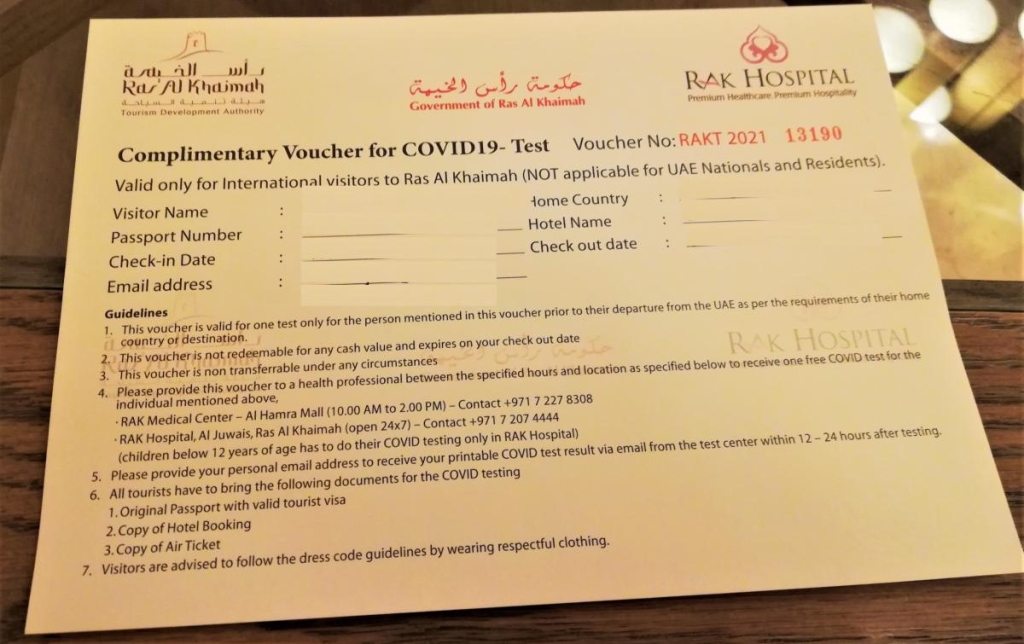 رأس الخيمة
Ras Al Khaimah
هيئة تنمية السياحة
Tourism Development Authority
حكومة رأس الخيمة
Government of Ras Al Khaimah
RAK HOSPITAL
Premium Healthcare. Premium Hospitality
Complimentary Voucher for COVID19- Test Voucher No: RAKT 2021 13190
Valid only for International visitors to Ras Al Khaimah (NOT applicable for UAE Nationals and Residents).
Visitor Name :
Home Country :
Passport Number :
Hotel Name :
Check-in Date :
Check out date :
Email address :
Guidelines
1. This voucher is valid for one test only for the person mentioned in this voucher prior to their departure from the UAE as per the requirements of their home
country of destination.
2. This voucher is not redeemable for any cash value and expires on your check out date
3. This voucher is non transferrable under any circumstances
4. Please provide this voucher to a health professional between the specified hours and location as specified below to receive one free COVID test for the
individual mentioned above,
· RAK Medical Center – Al Hamra Mall (10.00 AM to 2.00 PM) – Contact +971 7 227 8308
· RAK Hospital, Al Juwais, Ras Al Khaimah (open 24x7) – Contact +971 7 207 4444
(children below 12 years of age has to do their COVID testing only in RAK Hospital)
5. Please provide your personal email address to receive your printable COVID test result via email from the test center within 12 – 24 hours after testing.
6. All tourists have to bring the following documents for the COVID testing
1. Original Passport with valid tourist visa
2. Copy of Hotel Booking
3. Copy of Air Ticket
7. Visitors are advised to follow the dress code guidelines by wearing respectful clothing.
RAK HOSPITAL